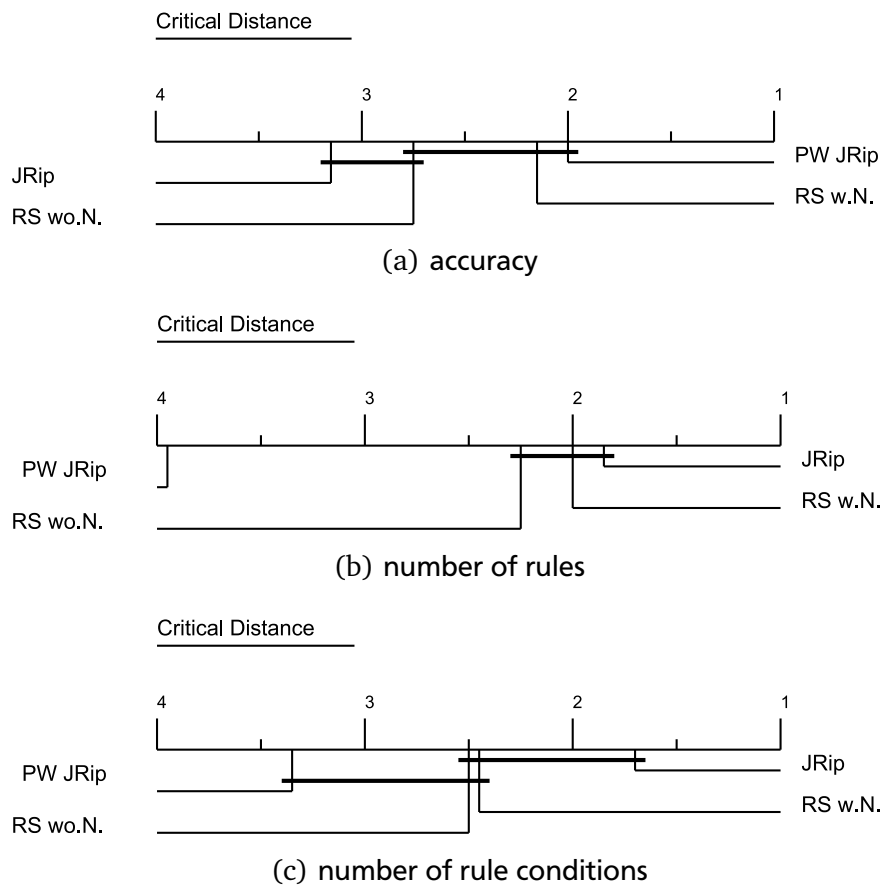 Critical Distance
4 3 2 1
JRip PW JRip
RS wo.N. RS w.N.
(a) accuracy
Critical Distance
4 3 2 1
PW JRip JRip
RS wo.N. RS w.N.
(b) number of rules
Critical Distance
4 3 2 1
PW JRip JRip
RS wo.N. RS w.N.
(c) number of rule conditions